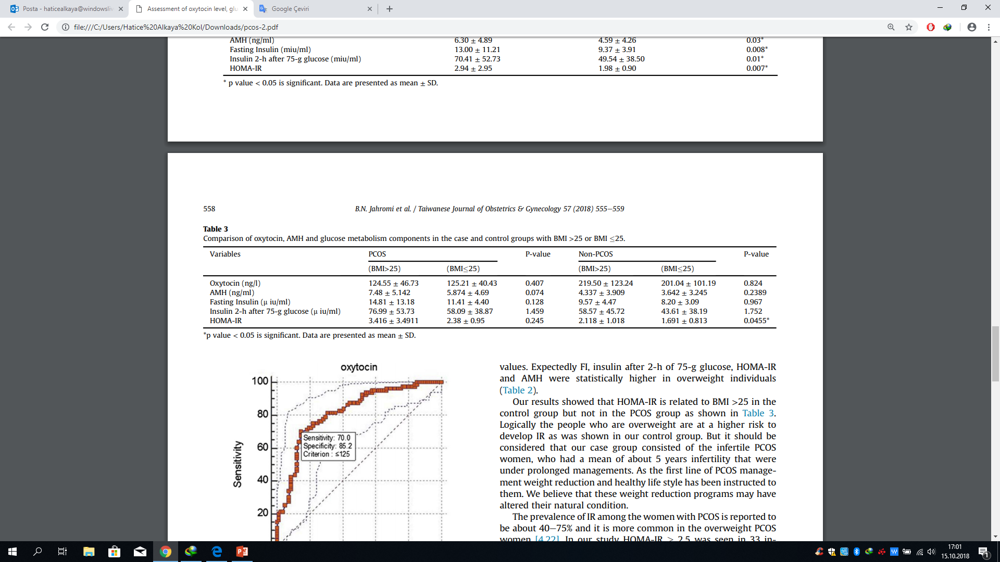 Posta - haticealkaya@windowsliv
Assessment of oxytocin level, glu
Google Çeviri
file:///C:/Users/Hatice%20Alkaya%20Kol/Downloads/pcos-2.pdf
AMH (ng/ml) 6.30 ± 4.89 4.59 ± 4.26 0.03*
Fasting Insulin (miu/ml) 13.00 ± 11.21 9.37 ± 3.91 0.008*
Insulin 2-h after 75-g glucose (miu/ml) 70.41 ± 52.73 49.54 ± 38.50 0.01*
HOMA-IR 2.94 ± 2.95 1.98 ± 0.90 0.007*
* p value < 0.05 is significant. Data are presented as mean ± SD.
558 B.N. Jahromi et al. / Taiwanese Journal of Obstetrics & Gynecology 57 (2018) 555–559
Table 3
Comparison of oxytocin, AMH and glucose metabolism components in the case and control groups with BMI >25 or BMI ≤25.
Variables PCOS P-value Non-PCOS P-value
(BMI>25) (BMI≤25) (BMI>25) (BMI≤25)
Oxytocin (ng/l) 124.55 ± 46.73 125.21 ± 40.43 0.407 219.50 ± 123.24 201.04 ± 101.19 0.824
AMH (ng/ml) 7.48 ± 5.142 5.874 ± 4.69 0.074 4.337 ± 3.909 3.642 ± 3.245 0.2389
Fasting Insulin (μ iu/ml) 14.81 ± 13.18 11.41 ± 4.40 0.128 9.57 ± 4.47 8.20 ± 3.09 0.967
Insulin 2-h after 75-g glucose (μ iu/ml) 76.99 ± 53.73 58.09 ± 38.87 1.459 58.57 ± 45.72 43.61 ± 38.19 1.752
HOMA-IR 3.416 ± 3.4911 2.38 ± 0.95 0.245 2.118 ± 1.018 1.691 ± 0.813 0.0455*
*p value < 0.05 is significant. Data are presented as mean ± SD.
oxytocin
100
80
60
40
20
Sensitivity
Sensitivity: 70.0
Specificity: 85.2
Criterion : ≤125
values. Expectedly FI, insulin after 2-h of 75-g glucose, HOMA-IR
and AMH were statistically higher in overweight individuals
(Table 2).
Our results showed that HOMA-IR is related to BMI >25 in the
control group but not in the PCOS group as shown in Table 3.
Logically the people who are overweight are at a higher risk to
develop IR as was shown in our control group. But it should be
considered that our case group consisted of the infertile PCOS
women, who had a mean of about 5 years infertility that were
under prolonged managements. As the first line of PCOS manage-
ment weight reduction and healthy life style has been instructed to
them. We believe that these weight reduction programs may have
altered their natural condition.
The prevalence of IR among the women with PCOS is reported to
be about 40–75% and it is more common in the overweight PCOS
women [4,22]. In our study HOMA-IR ≥ 2.5 was seen in 33 in-
17:01
15.10.2018
1